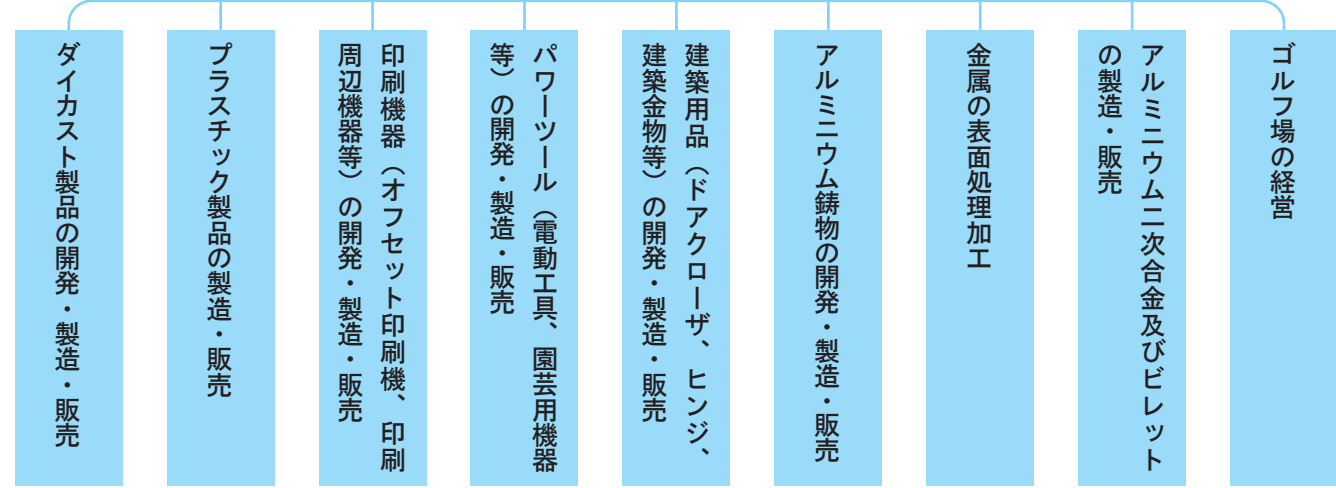 ダイカスト製品の開発・製造・販売
プラスチック製品の製造・販売
印刷機器（オフセット印刷機、印刷
周辺機器等）の開発・製造・販売
パワーツール（電動工具、園芸用機器
等）の開発・製造・販売
建築用品（ドアクローザ、ヒンジ、
建築金物等）の開発・製造・販売
アルミニウム鋳物の開発・製造・販売
金属の表面処理加工
アルミニウム二次合金及びビレット
の製造・販売
ゴルフ場の経営